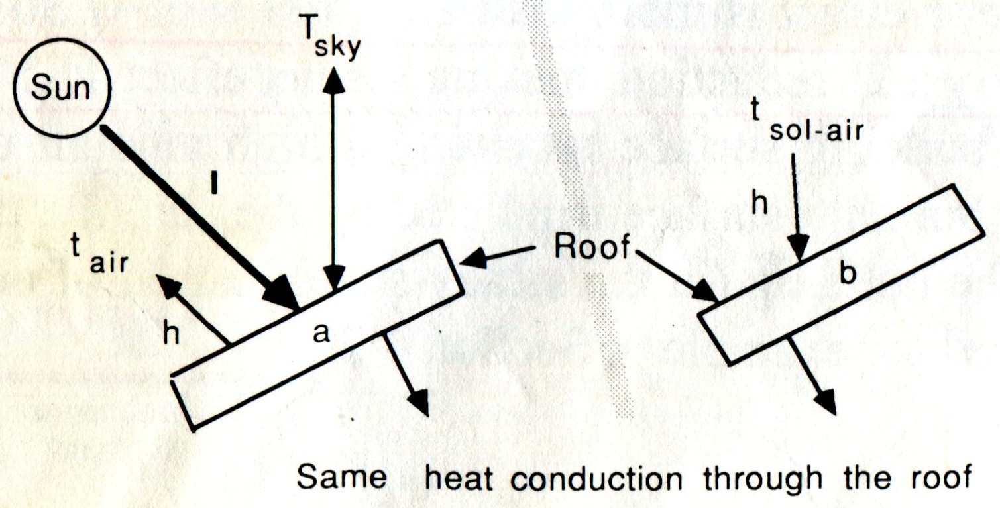 T sky
Sun
t sol-air
I
h
t air
Roof
h
a
b
Same heat conduction through the roof